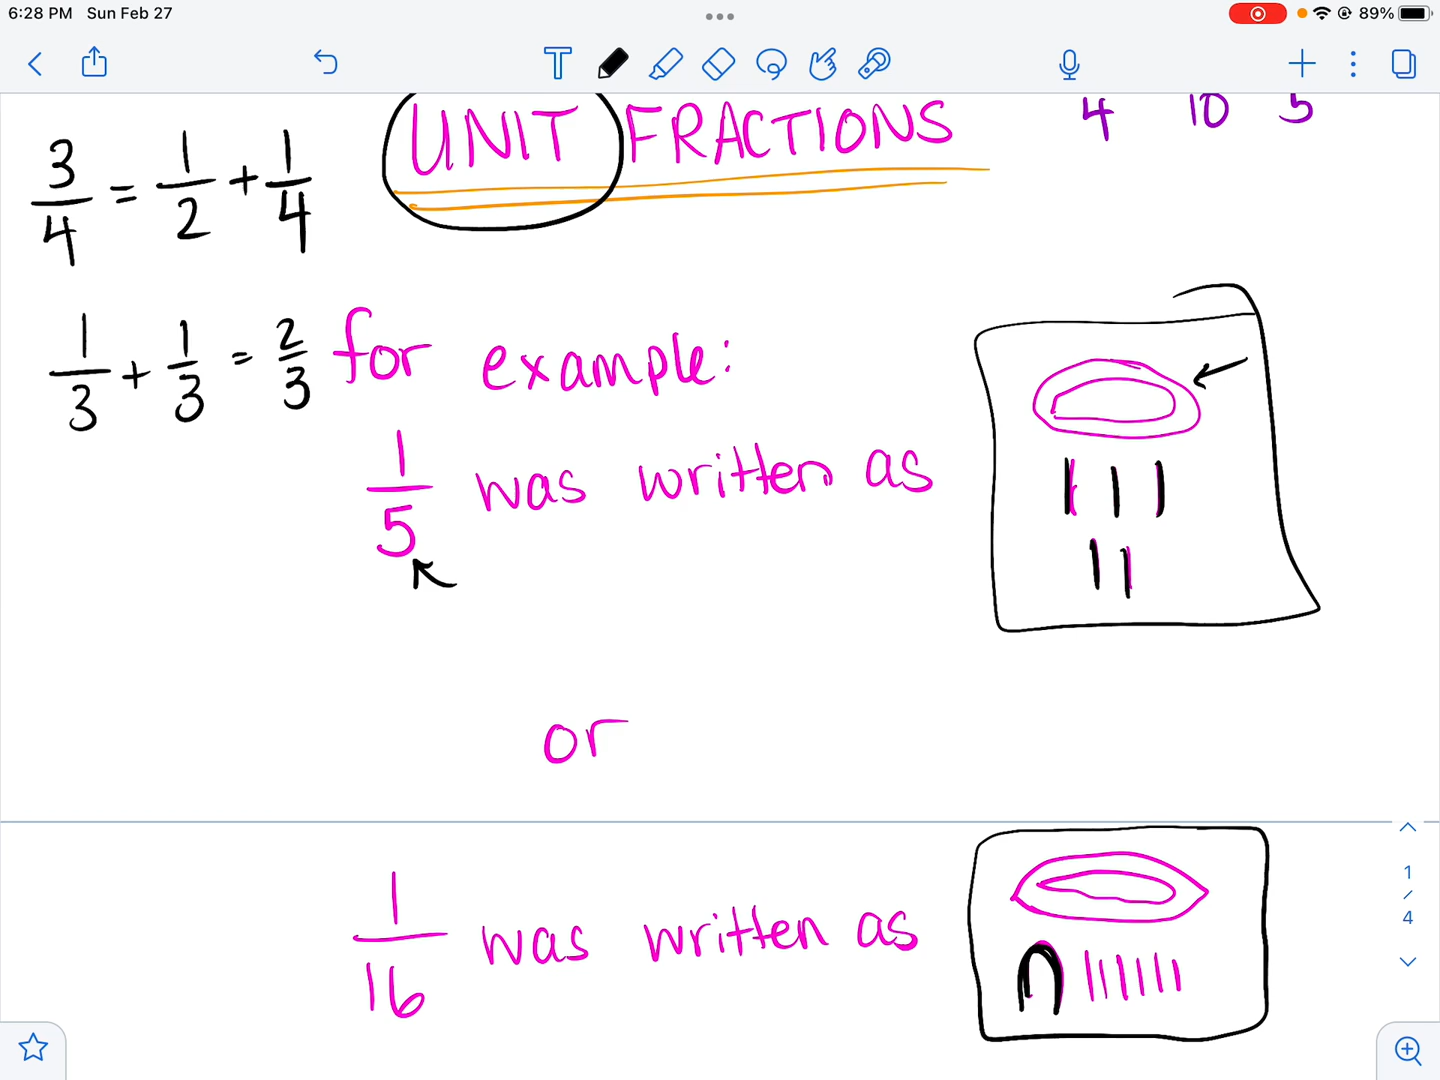 6:28 PM Sun Feb 27
89%
UNIT FRACTIONS
4 10 5
3/4 = 1/2 + 1/4
1/3 + 1/3 = 2/3
for example:
1/5 was written as
or
1/16 was written as
1/4